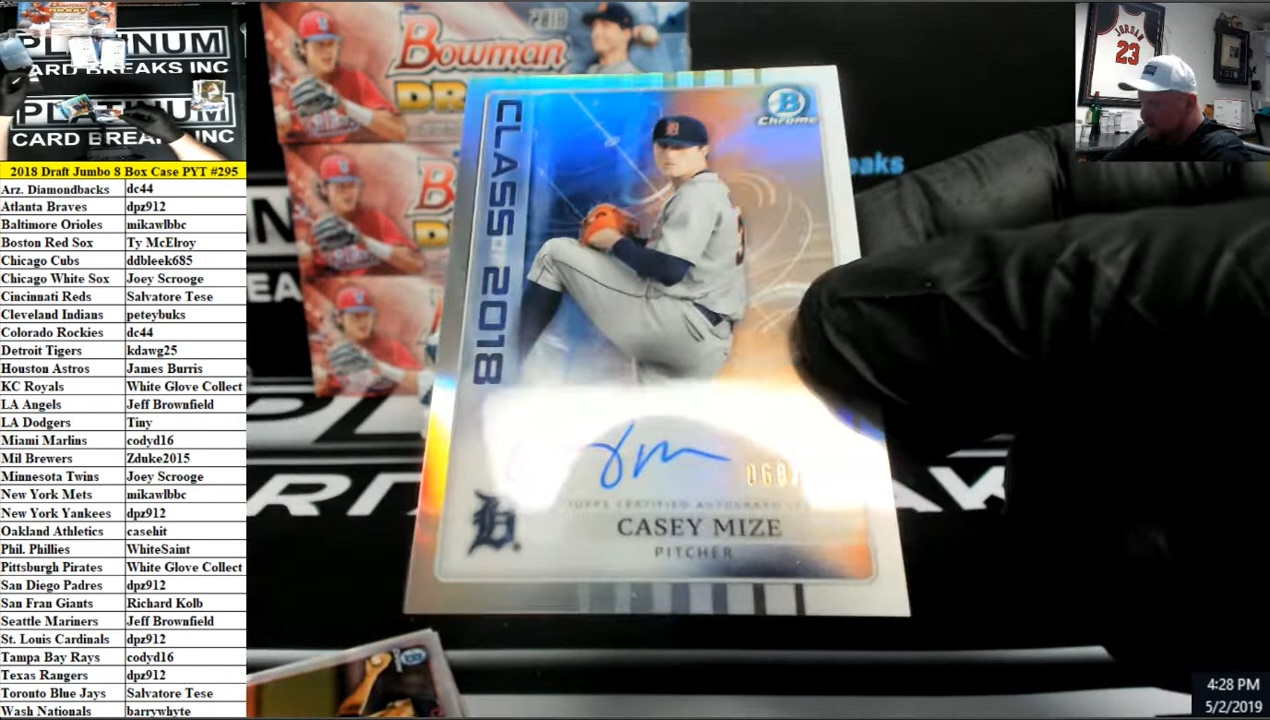 PLATINUM
CARD BREAKS INC
PLATINUM
CARD BREAKS INC
2018 Draft Jumbo 8 Box Case PYT #295
Arz. Diamondbacks dc44
Atlanta Braves dpz912
Baltimore Orioles mikawlbbc
Boston Red Sox Ty McElroy
Chicago Cubs ddbleek685
Chicago White Sox Joey Scrooge
Cincinnati Reds Salvatore Tese
Cleveland Indians peteybuks
Colorado Rockies dc44
Detroit Tigers kdawg25
Houston Astros James Burris
KC Royals White Glove Collect
LA Angels Jeff Brownfield
LA Dodgers Tiny
Miami Marlins codyd16
Mil Brewers Zduke2015
Minnesota Twins Joey Scrooge
New York Mets mikawlbbc
New York Yankees dpz912
Oakland Athletics casehit
Phil. Phillies WhiteSaint
Pittsburgh Pirates White Glove Collect
San Diego Padres dpz912
San Fran Giants Richard Kolb
Seattle Mariners Jeff Brownfield
St. Louis Cardinals dpz912
Tampa Bay Rays codyd16
Texas Rangers dpz912
Toronto Blue Jays Salvatore Tese
Wash Nationals barrywhyte
2018
Bowman
CLASS 2018
B
Chrome
TOPPS CERTIFIED AUTOGRAPH
CASEY MIZE
PITCHER
JORDAN
23
4:28 PM
5/2/2019